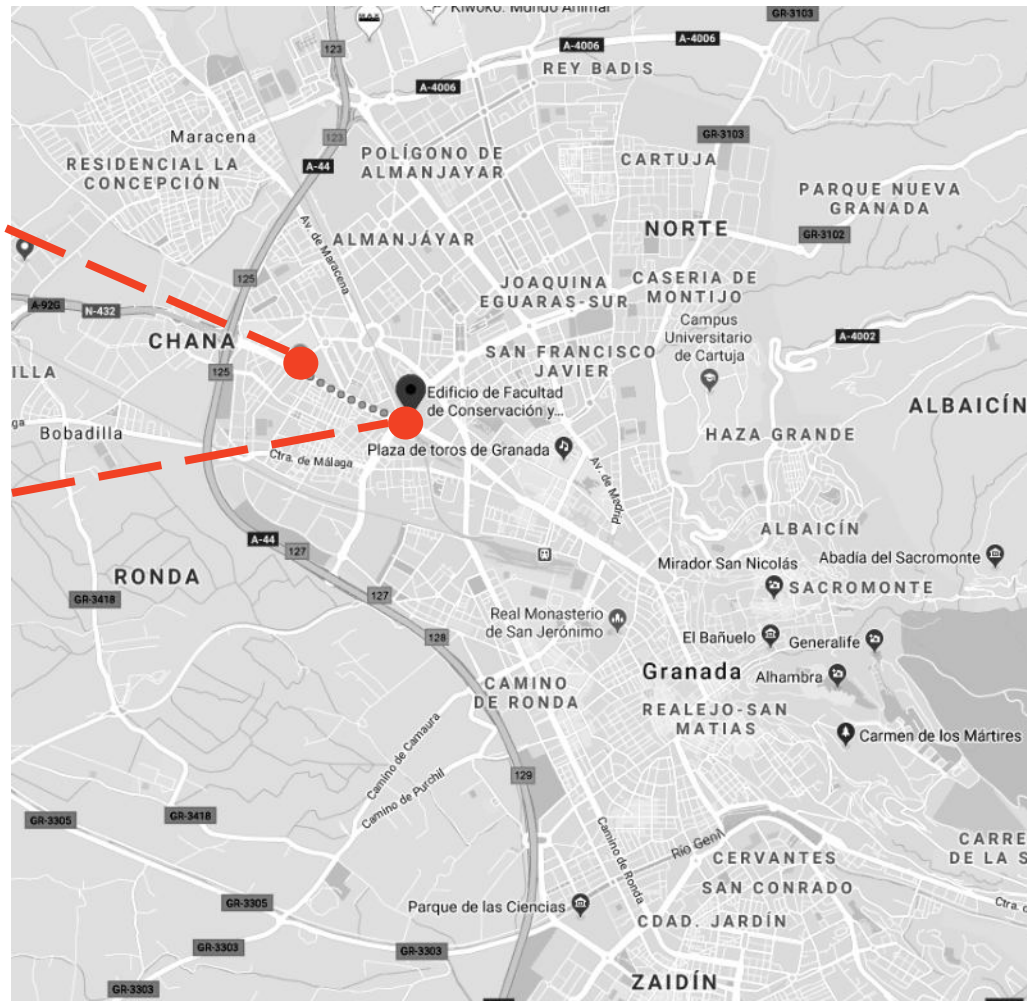 Kiwoko. Mundo Animal
GR-3103
123
A-4006
A-4006
REY BADIS
A-4006
Maracena
123
GR-3103
A-44
POLÍGONO DE
ALMANJAYAR
CARTUJA
RESIDENCIAL LA
CONCEPCIÓN
PARQUE NUEVA
GRANADA
NORTE
GR-3102
Av. de Maracena
ALMANJÁYAR
125
JOAQUINA
EGUARAS-SUR
CASERIA DE
MONTIJO
A-92G
N-432
Campus
Universitario
de Cartuja
A-4002
CHANA
SAN FRANCISCO
JAVIER
125
ILLA
Edificio de Facultad
de Conservación y...
ALBAICÍN
ga
Bobadilla
HAZA GRANDE
Plaza de toros de Granada
Ctra. de Málaga
Av. de Madrid
ALBAICÍN
A-44
127
Mirador San Nicolás
Abadía del Sacromonte
RONDA
SACROMONTE
127
GR-3418
Real Monasterio
de San Jerónimo
128
El Bañuelo
Generalife
Granada
Alhambra
CAMINO
DE RONDA
REALEJO-SAN
MATIAS
Carmen de los Mártires
Camino de Camaura
129
Camino de Purchil
GR-3305
GR-3418
Camino de Ronda
Río Genil
CARRE
DE LA S
CERVANTES
SAN CONRADO
GR-3305
Parque de las Ciencias
Ctra. d
CDAD. JARDÍN
GR-3303
GR-3303
ZAIDÍN
GR-3303